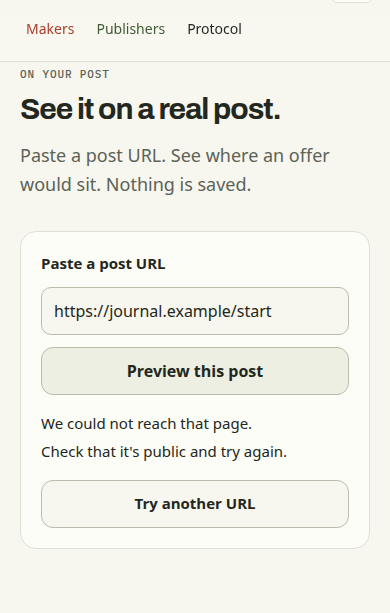 Makers Publishers Protocol
ON YOUR POST
See it on a real post.
Paste a post URL. See where an offer
would sit. Nothing is saved.
Paste a post URL
https://journal.example/start
Preview this post
We could not reach that page.
Check that it's public and try again.
Try another URL